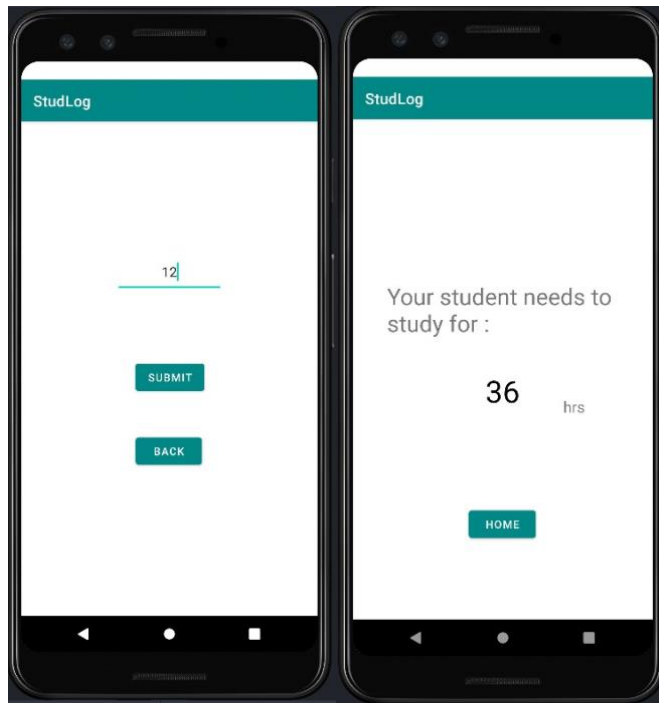 StudLog
12
SUBMIT
BACK
StudLog
Your student needs to
study for :
36
hrs
HOME